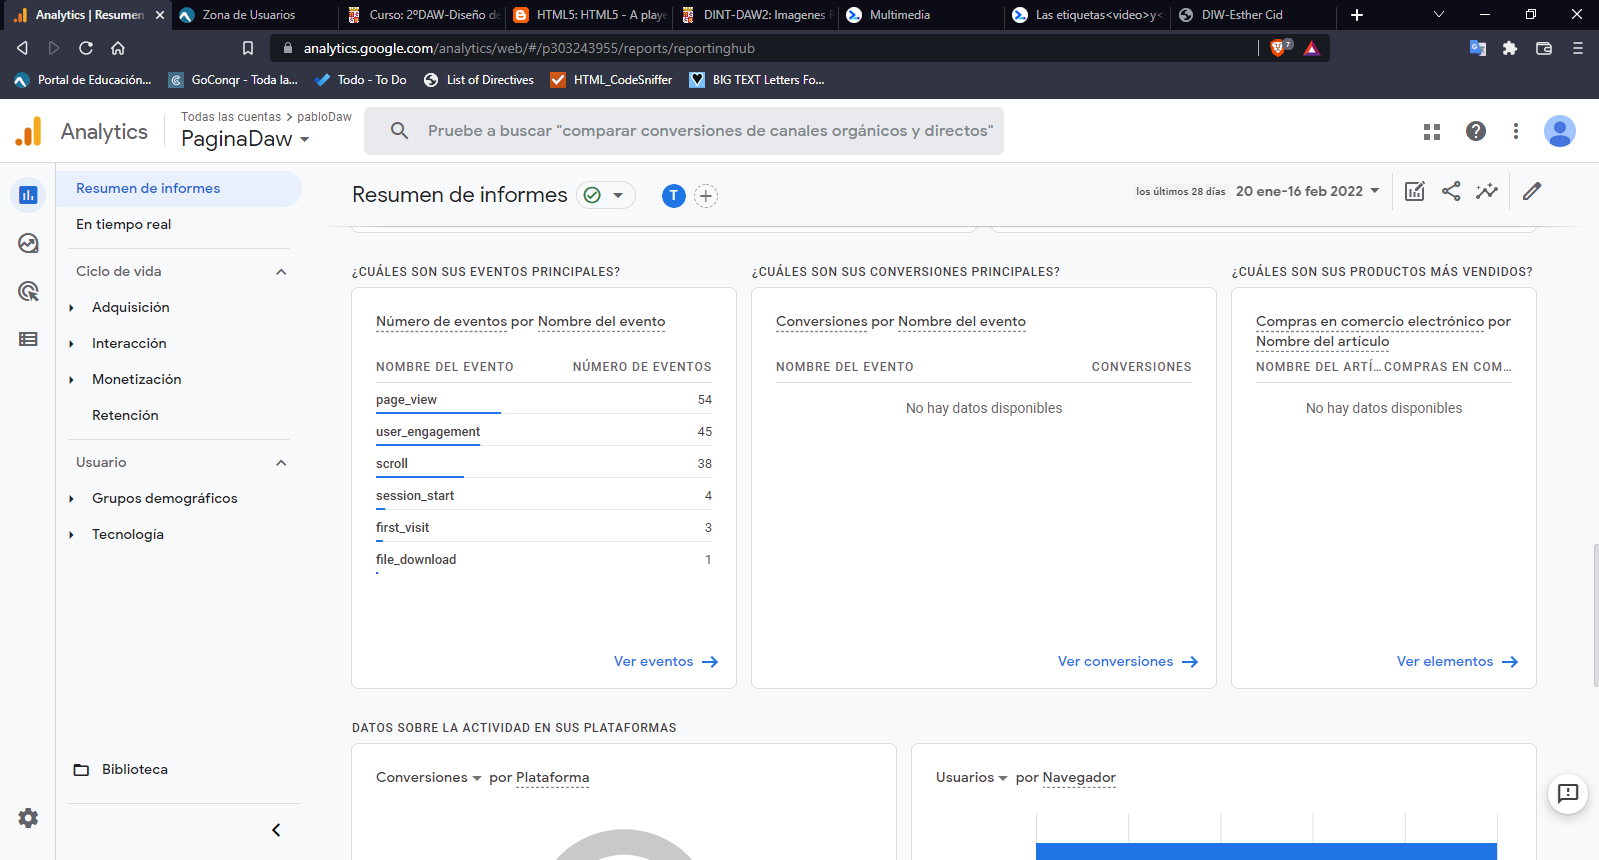 Analytics | Resumen
Zona de Usuarios
Curso: 2ºDAW-Diseño de
HTML5: HTML5 - A playe
DINT-DAW2: Imagenes
Multimedia
Las etiquetas<video>y<
DIW-Esther Cid
analytics.google.com/analytics/web/#/p303243955/reports/reportinghub
7
Portal de Educación...
GoConqr - Toda la...
Todo - To Do
List of Directives
HTML_CodeSniffer
BIG TEXT Letters Fo...
Analytics
Todas las cuentas > pabloDaw
PaginaDaw
Pruebe a buscar "comparar conversiones de canales orgánicos y directos"
Resumen de informes
En tiempo real
Ciclo de vida
Adquisición
Interacción
Monetización
Retención
Usuario
Grupos demográficos
Tecnología
Biblioteca
Resumen de informes
T
los últimos 28 días 20 ene-16 feb 2022
¿CUÁLES SON SUS EVENTOS PRINCIPALES?
Número de eventos por Nombre del evento
NOMBRE DEL EVENTO NÚMERO DE EVENTOS
page_view 54
user_engagement 45
scroll 38
session_start 4
first_visit 3
file_download 1
Ver eventos
¿CUÁLES SON SUS CONVERSIONES PRINCIPALES?
Conversiones por Nombre del evento
NOMBRE DEL EVENTO CONVERSIONES
No hay datos disponibles
Ver conversiones
¿CUÁLES SON SUS PRODUCTOS MÁS VENDIDOS?
Compras en comercio electrónico por
Nombre del artículo
NOMBRE DEL ARTÍ... COMPRAS EN COM...
No hay datos disponibles
Ver elementos
DATOS SOBRE LA ACTIVIDAD EN SUS PLATAFORMAS
Conversiones por Plataforma
Usuarios por Navegador